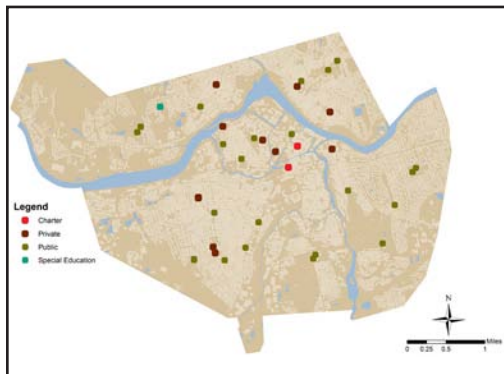 Legend
Charter
Private
Public
Special Education
N
Miles
0 0.25 0.5 1